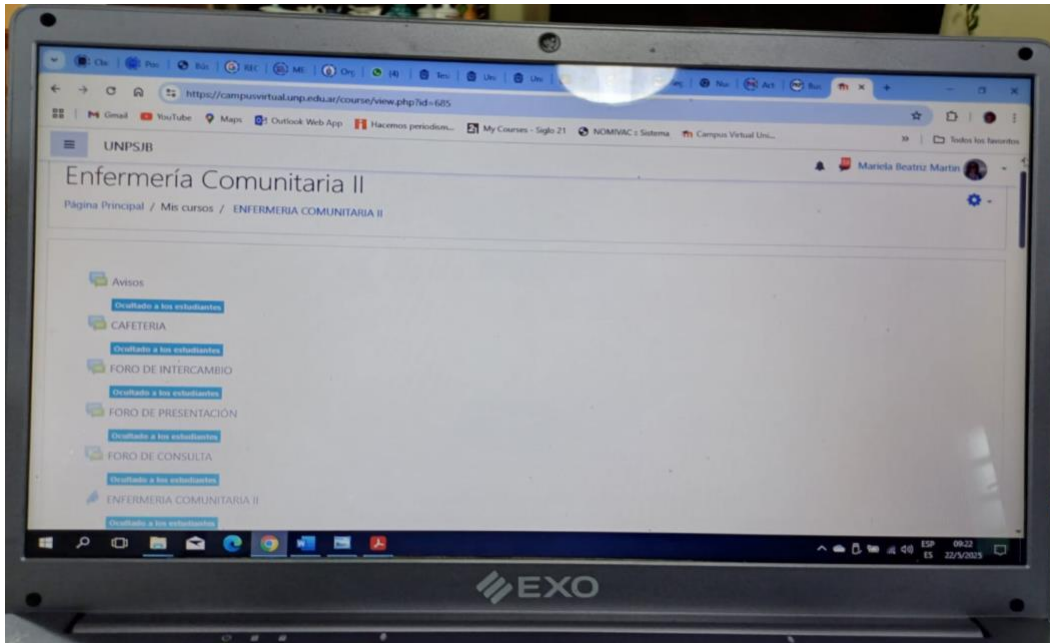 https://campusvirtual.unp.edu.ar/course/view.php?id=685
Gmail YouTube Maps Outlook Web App Hacemos periodism... My Courses - Siglo 21 NOMIVAC :: Sistema Campus Virtual Uni... Todos los favoritos
UNPSJB Mariela Beatriz Martin
Enfermería Comunitaria II
Página Principal / Mis cursos / ENFERMERIA COMUNITARIA II
Avisos
Ocultado a los estudiantes
CAFETERIA
Ocultado a los estudiantes
FORO DE INTERCAMBIO
Ocultado a los estudiantes
FORO DE PRESENTACIÓN
Ocultado a los estudiantes
FORO DE CONSULTA
Ocultado a los estudiantes
ENFERMERIA COMUNITARIA II
Ocultado a los estudiantes
ESP 09:22
ES 22/5/2025
EXO